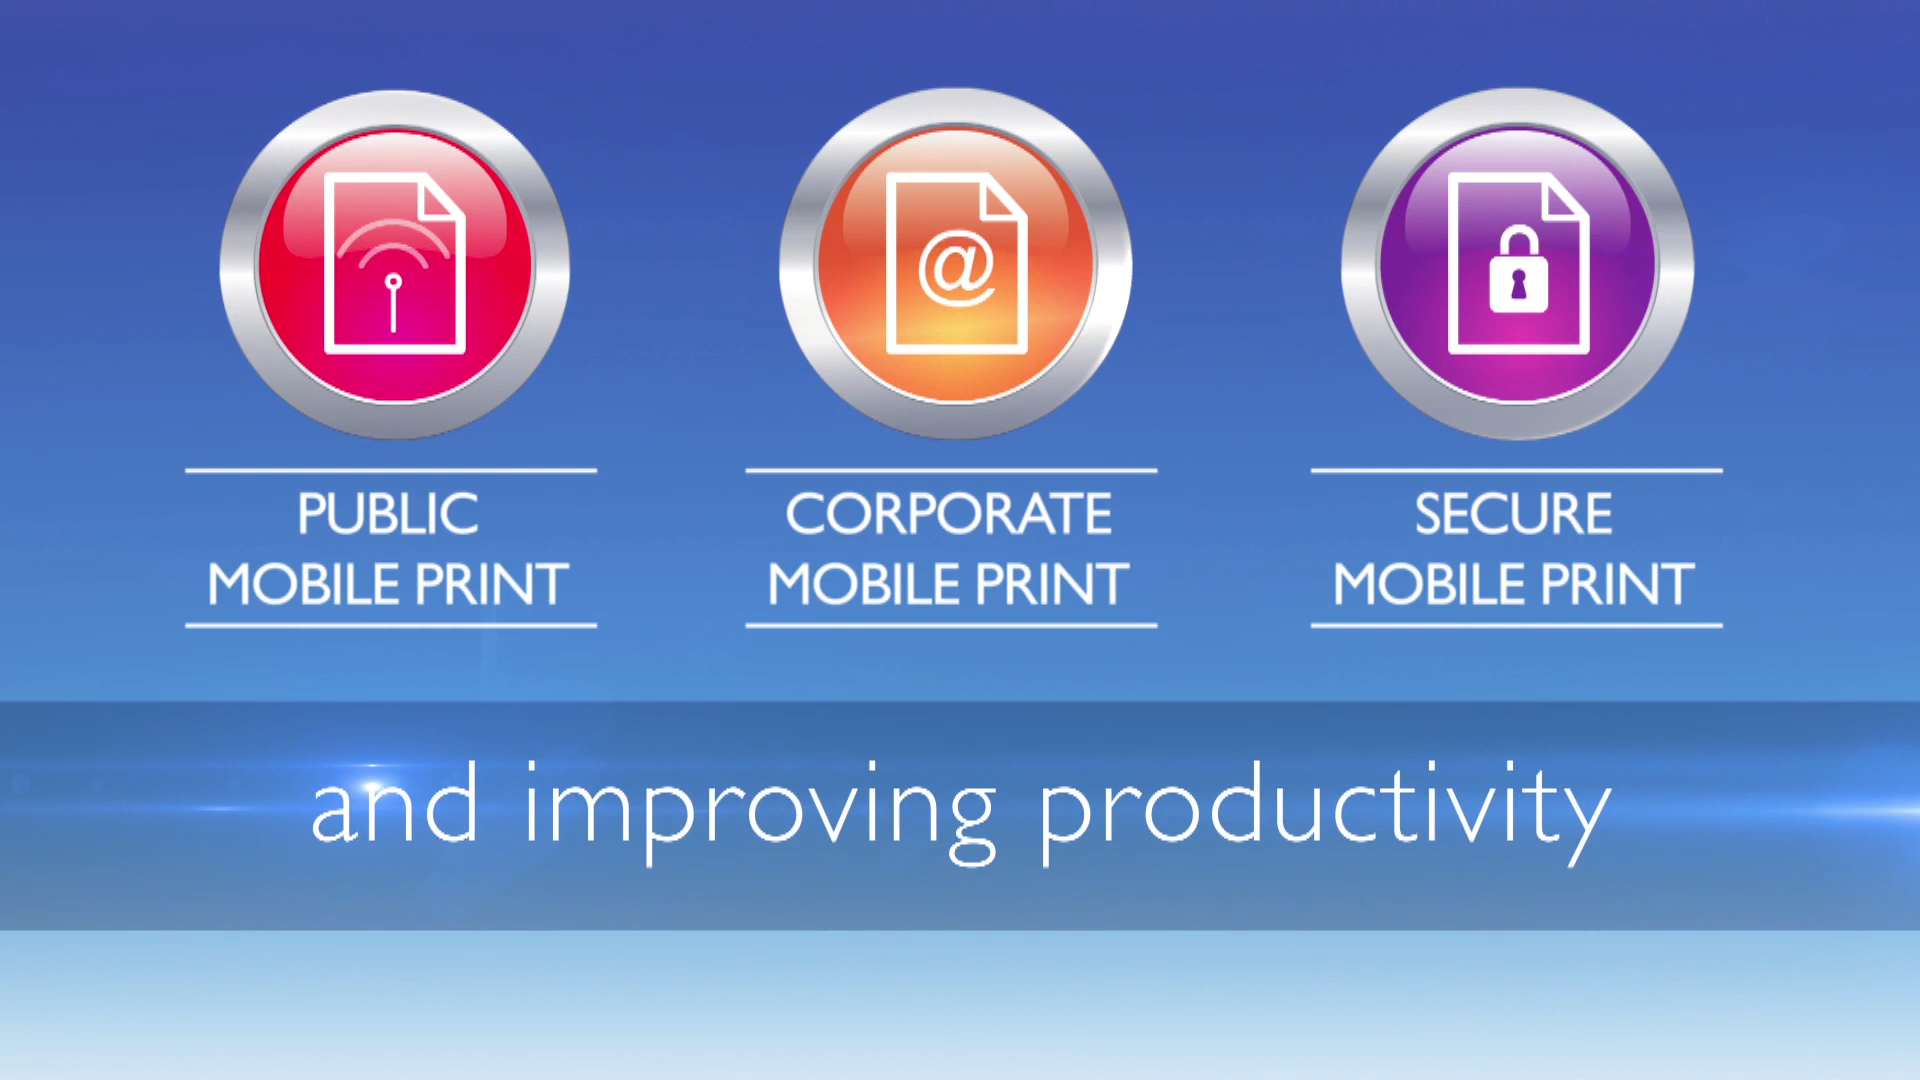 @
PUBLIC
MOBILE PRINT
CORPORATE
MOBILE PRINT
SECURE
MOBILE PRINT
and improving productivity